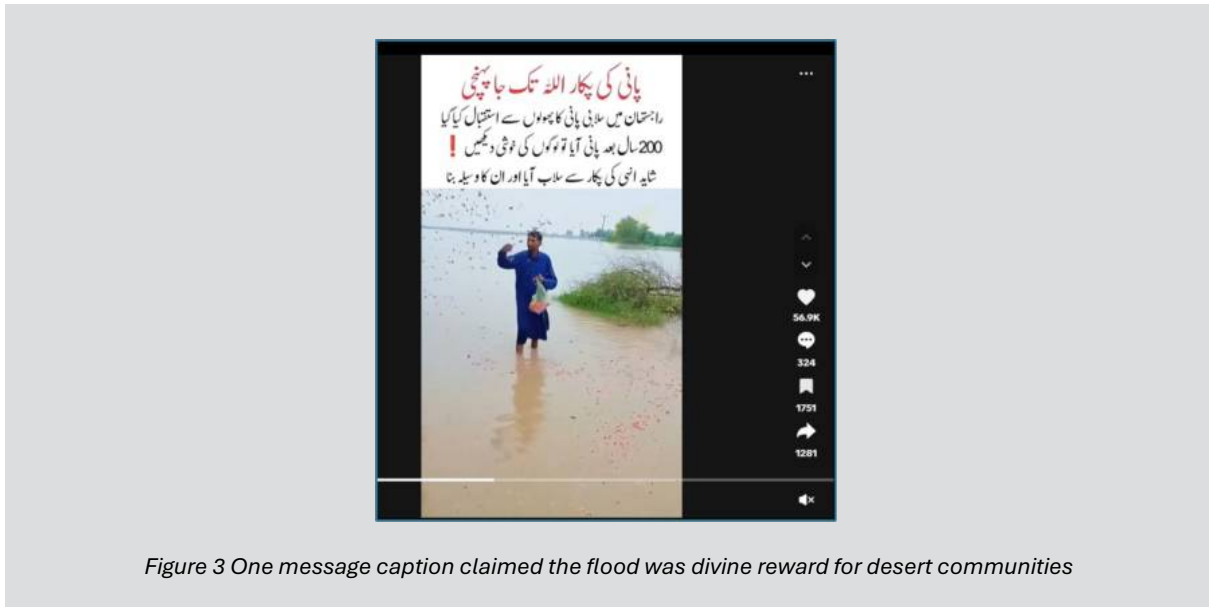 پانی کی پکار اللہ تک جا پہنچی
راجستھان میں سلابی پانی کا پھولوں سے استقبال کیا گیا
200 سال بعد پانی آیا تو لوگوں کی خوشی دیکھیں ❗
شاید انہی کی پکار سے سلاب آیا اور ان کا وسیلہ بنا
56.9K
324
1751
1281
Figure 3 One message caption claimed the flood was divine reward for desert communities